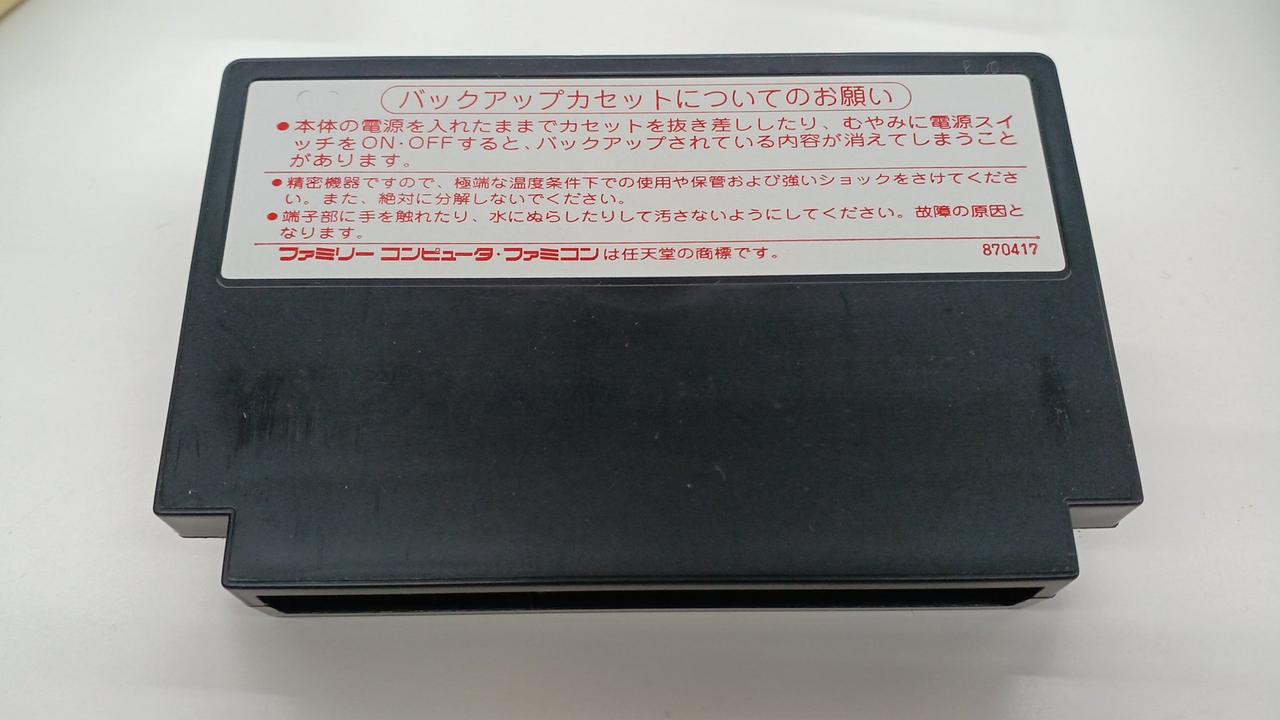 バックアップカセットについてのお願い
●本体の電源を入れたままでカセットを抜き差ししたり、むやみに電源スイ
ッチをON・OFFすると、バックアップされている内容が消えてしまうこと
があります。
●精密機器ですので、極端な温度条件下での使用や保管および強いショックをさけてくださ
い。また、絶対に分解しないでください。
●端子部に手を触れたり、水にぬらしたりして汚さないようにしてください。故障の原因と
なります。
ファミリーコンピュータ・ファミコンは任天堂の商標です。 870417